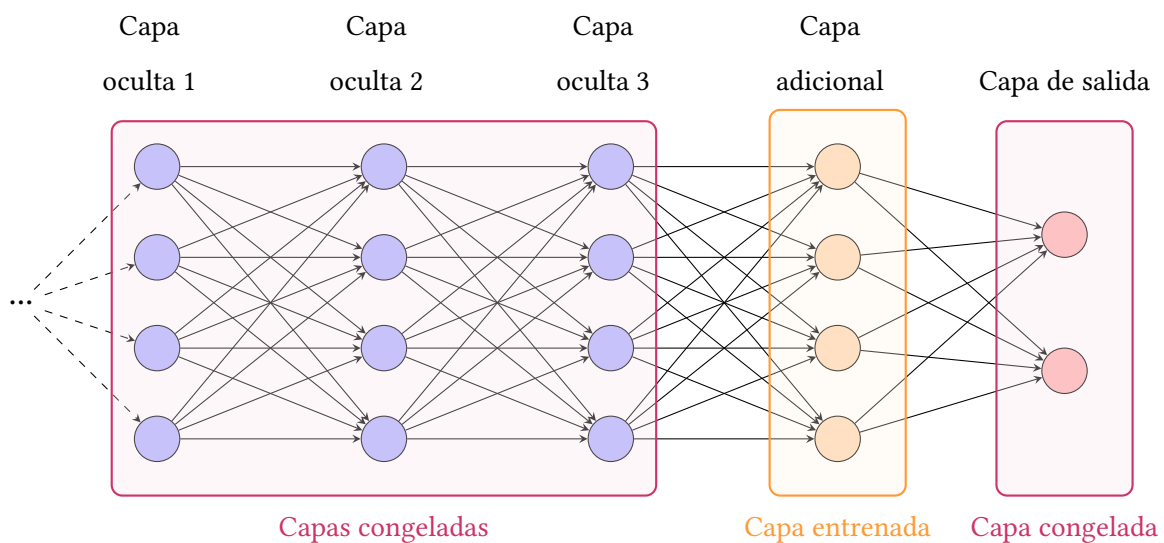 Capa
oculta 1
Capa
oculta 2
Capa
oculta 3
Capa
adicional
Capa de salida
...
Capas congeladas
Capa entrenada
Capa congelada